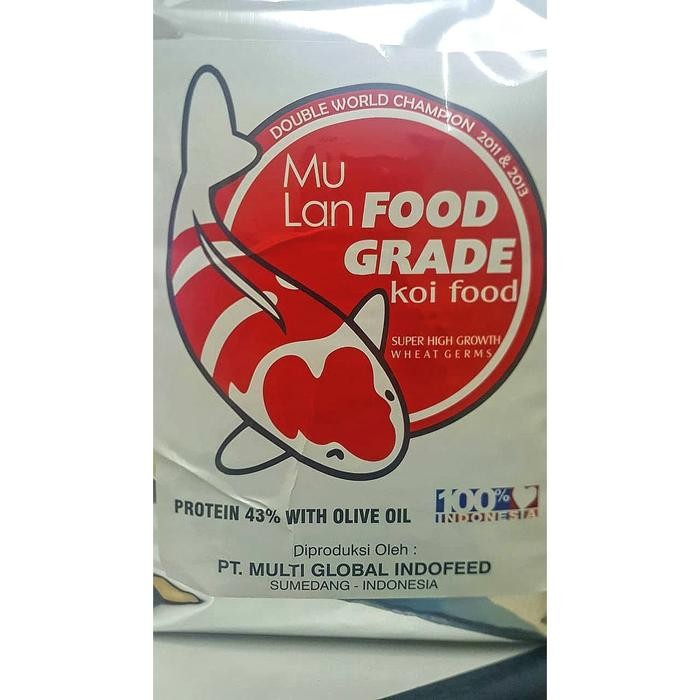 DOUBLE WORLD CHAMPION 2011 & 2013
Mu
Lan FOOD
GRADE
koi food
SUPER HIGH GROWTH
WHEAT GERMS
PROTEIN 43% WITH OLIVE OIL
100%
INDONESIA
Diproduksi Oleh :
PT. MULTI GLOBAL INDOFEED
SUMEDANG - INDONESIA